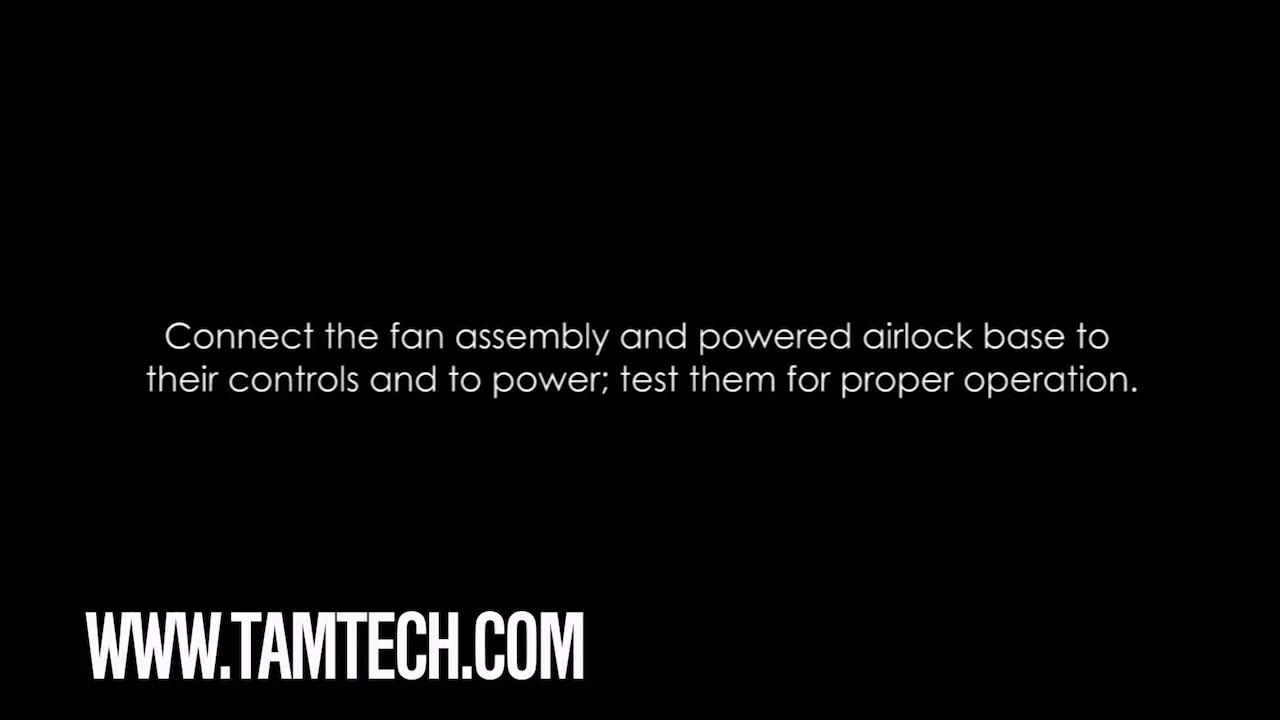 Connect the fan assembly and powered airlock base to
their controls and to power; test them for proper operation.
WWW.TAMTECH.COM